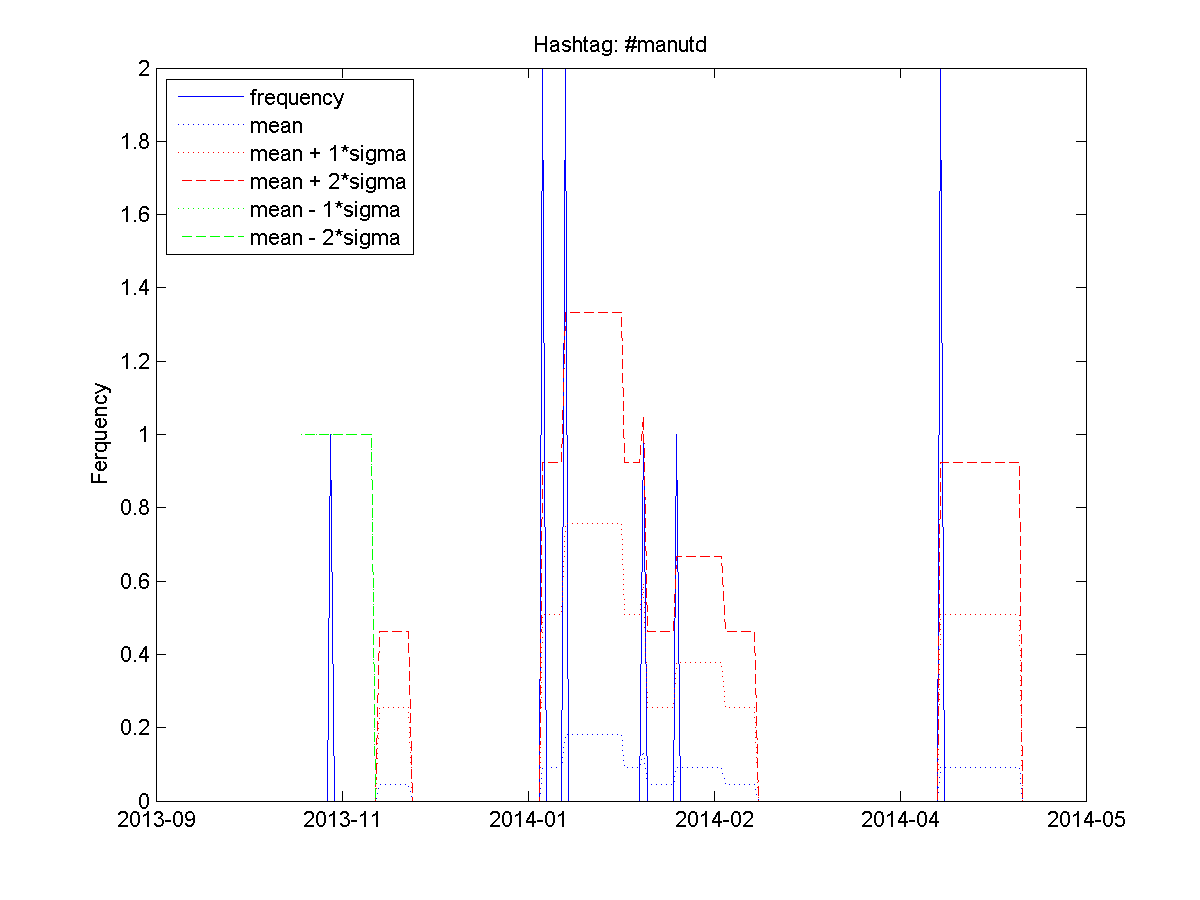 Hashtag: #manutd
2
1.8
1.6
1.4
1.2
1
0.8
0.6
0.4
0.2
0
Ferquency
frequency
mean
mean + 1*sigma
mean + 2*sigma
mean - 1*sigma
mean - 2*sigma
2013-09 2013-11 2014-01 2014-02 2014-04 2014-05